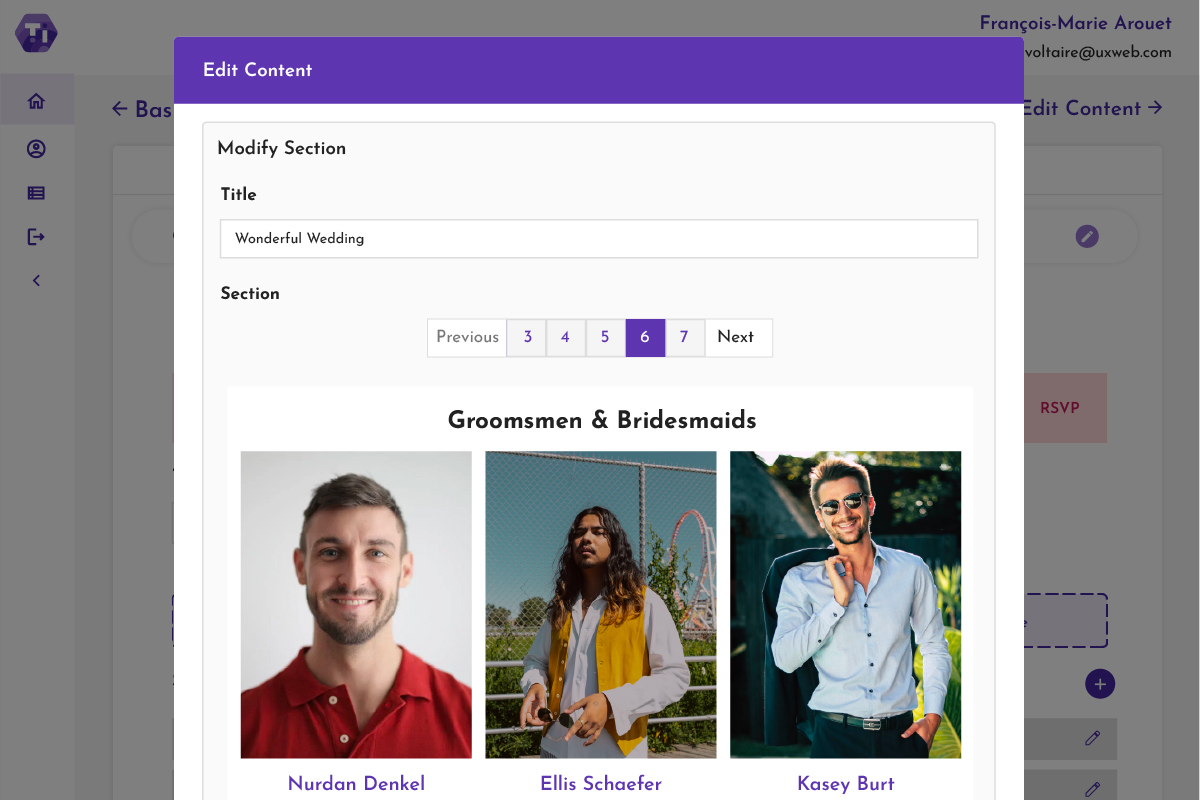 Ti
François-Marie Arouet
voltaire@uxweb.com
Edit Content
← Bas
Edit Content →
Modify Section
Title
Wonderful Wedding
Section
Previous 3 4 5 6 7 Next
RSVP
Groomsmen & Bridesmaids
Nurdan Denkel Ellis Schaefer Kasey Burt